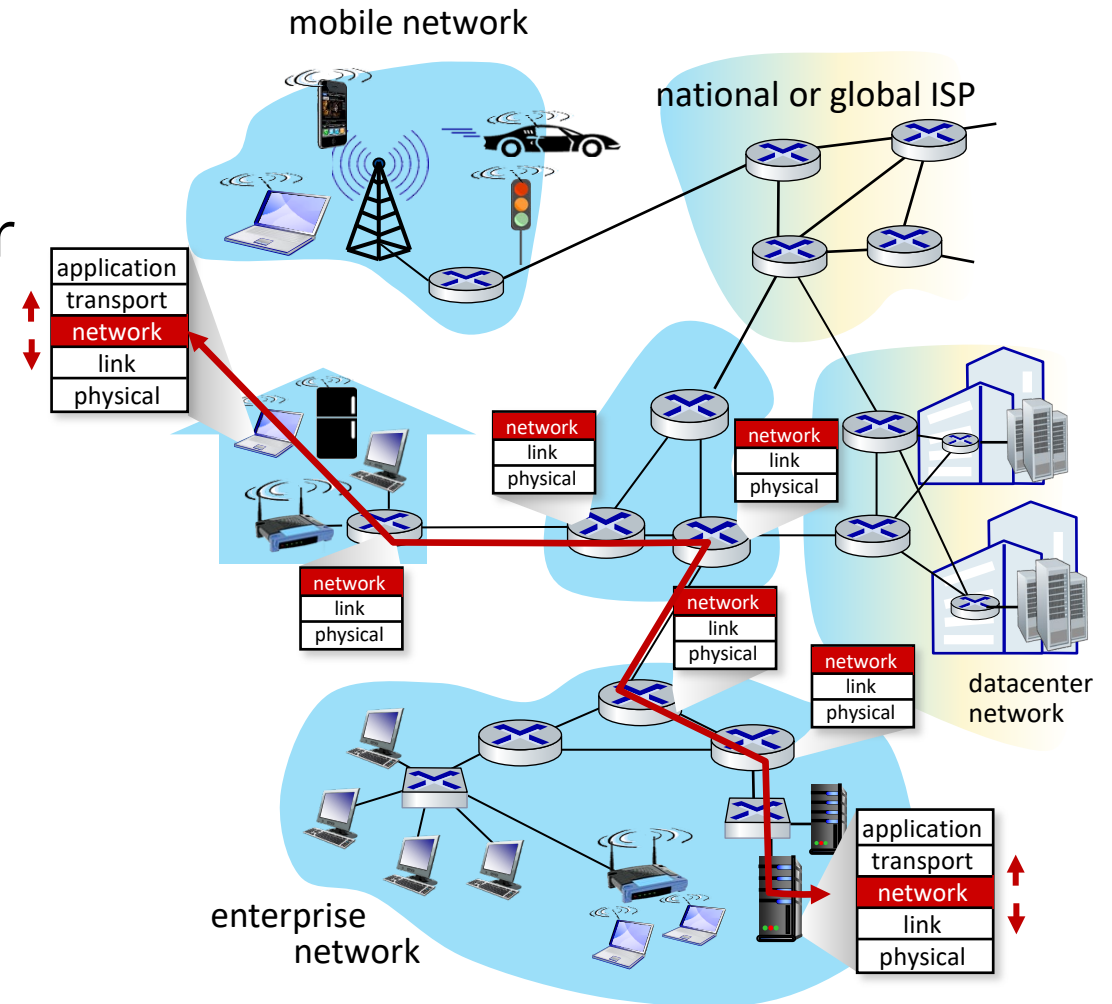 mobile network
national or global ISP
r
application
transport
network
link
physical
network
link
physical
network
link
physical
network
link
physical
network
link
physical
network
link
physical
datacenter
network
application
transport
network
link
physical
enterprise
network